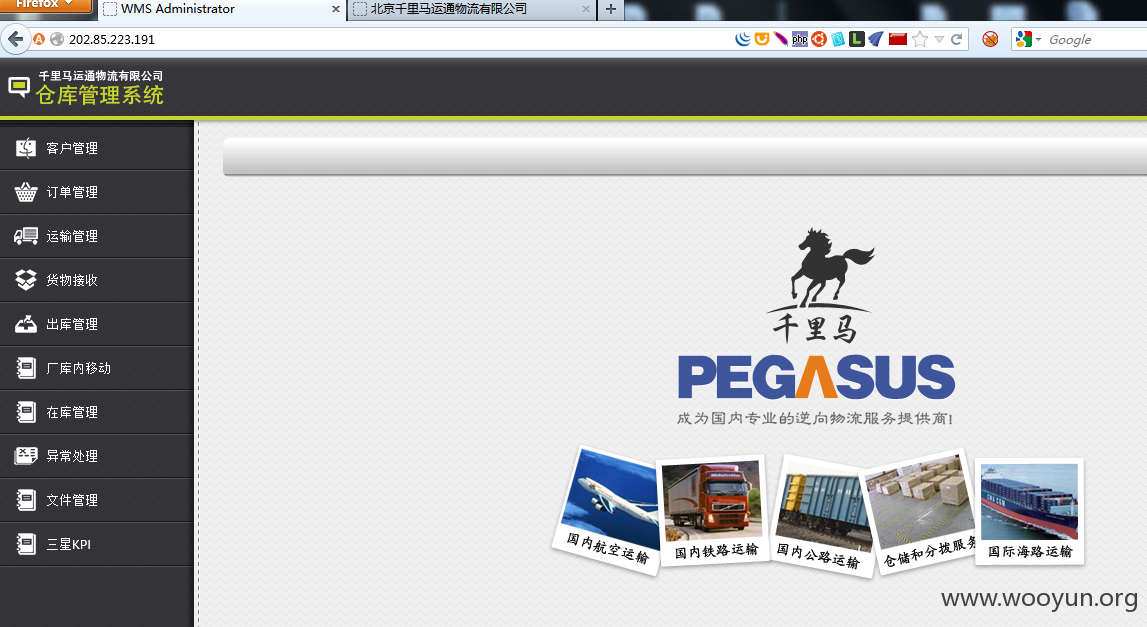 Firefox
WMS Administrator
北京千里马运通物流有限公司
202.85.223.191
php
L
Google
千里马运通物流有限公司
仓库管理系统
客户管理
订单管理
运输管理
货物接收
出库管理
厂库内移动
在库管理
异常处理
文件管理
三星KPI
千里马
PEGASUS
成为国内专业的逆向物流服务提供商!
国内航空运输
国内铁路运输
国内公路运输
仓储和分拨服务
国际海路运输
www.wooyun.org